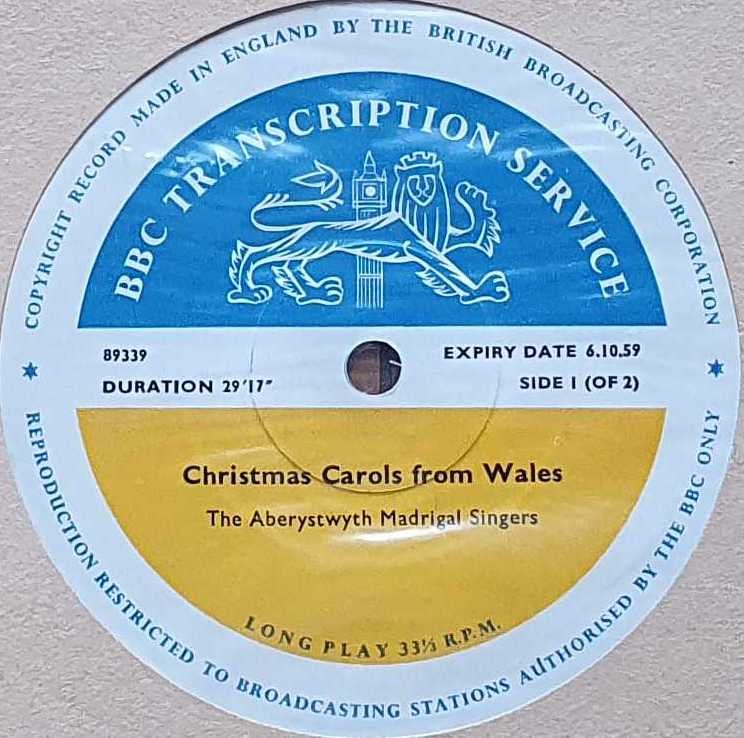 COPYRIGHT RECORD MADE IN ENGLAND BY THE BRITISH BROADCASTING CORPORATION
BBC TRANSCRIPTION SERVICE
89339
EXPIRY DATE 6.10.59
DURATION 29'17"
SIDE 1 (OF 2)
Christmas Carols from Wales
The Aberystwyth Madrigal Singers
LONG PLAY 33⅓ R.P.M.
REPRODUCTION RESTRICTED TO BROADCASTING STATIONS AUTHORISED BY THE BBC ONLY